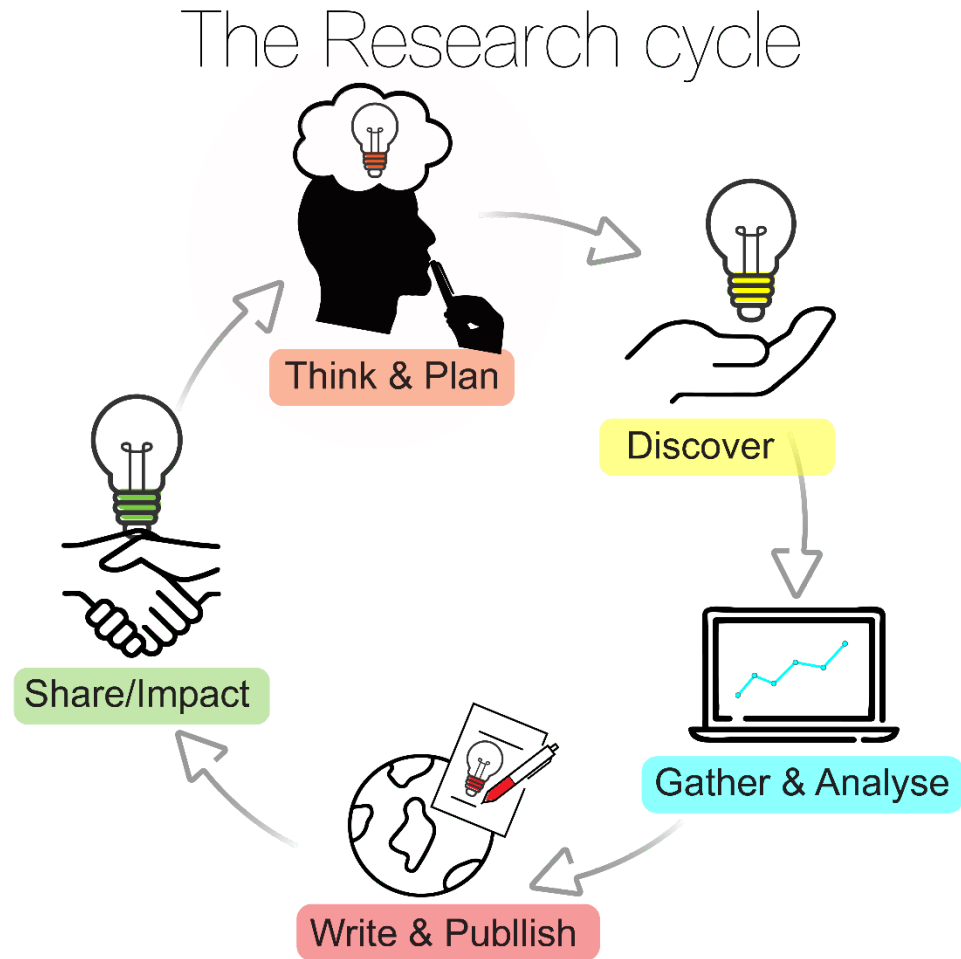 The Research cycle
Think & Plan
Discover
Gather & Analyse
Write & Publlish
Share/Impact